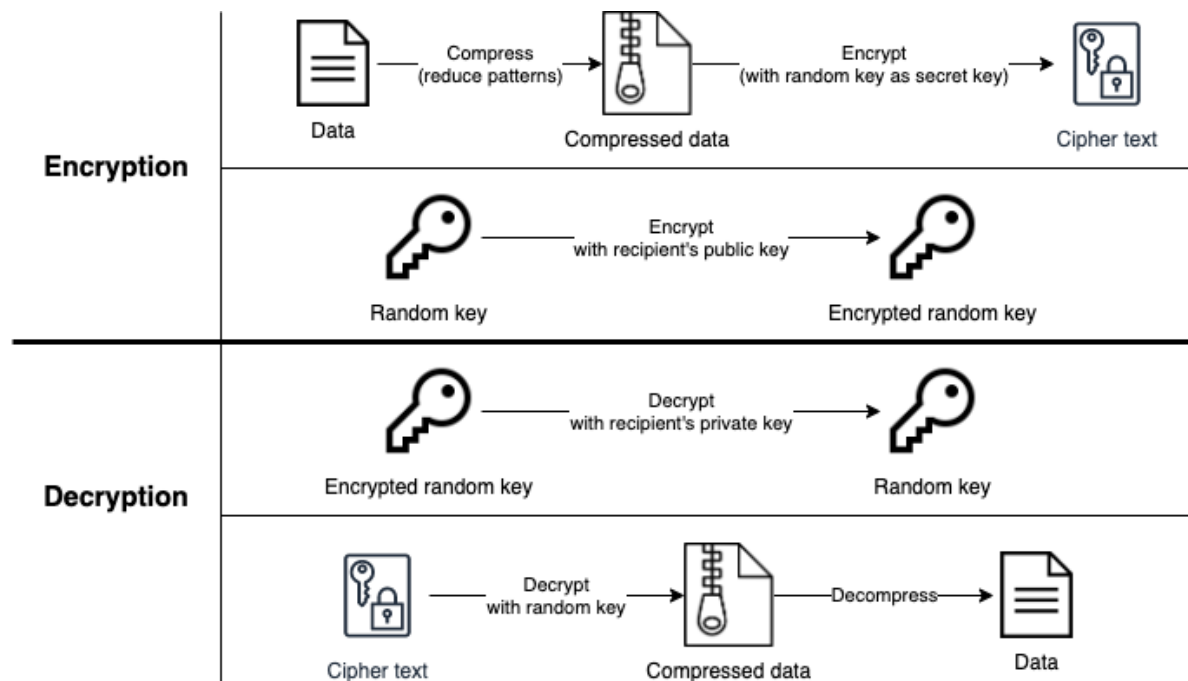 Encryption
Compress
(reduce patterns)
Encrypt
(with random key as secret key)
Data
Compressed data
Cipher text
Encrypt
with recipient's public key
Random key
Encrypted random key
Decryption
Decrypt
with recipient's private key
Encrypted random key
Random key
Decrypt
with random key
Decompress
Cipher text
Compressed data
Data